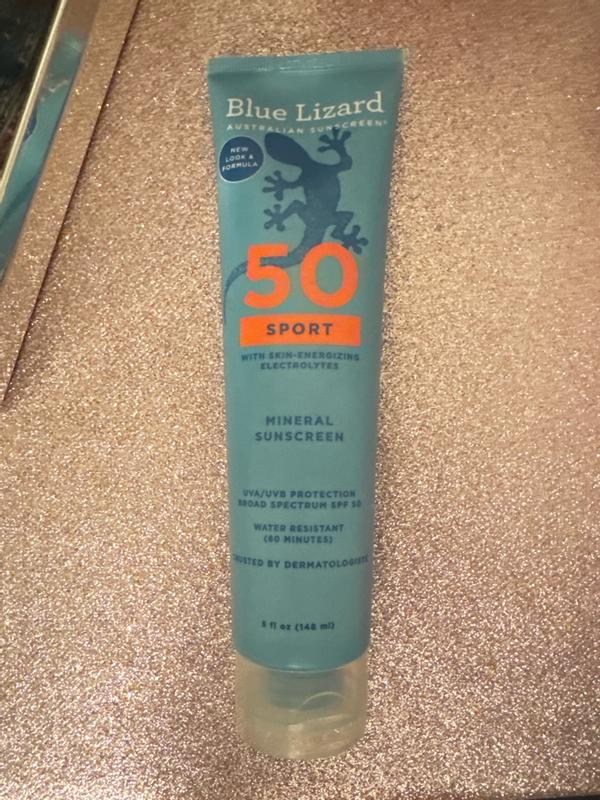 Blue Lizard
AUSTRALIAN SUNSCREEN®
NEW
LOOK &
FORMULA
50
SPORT
WITH SKIN-ENERGIZING
ELECTROLYTES
MINERAL
SUNSCREEN
UVA/UVB PROTECTION
BROAD SPECTRUM SPF 50
WATER RESISTANT
(80 MINUTES)
TRUSTED BY DERMATOLOGISTS
5 fl oz (148 ml)